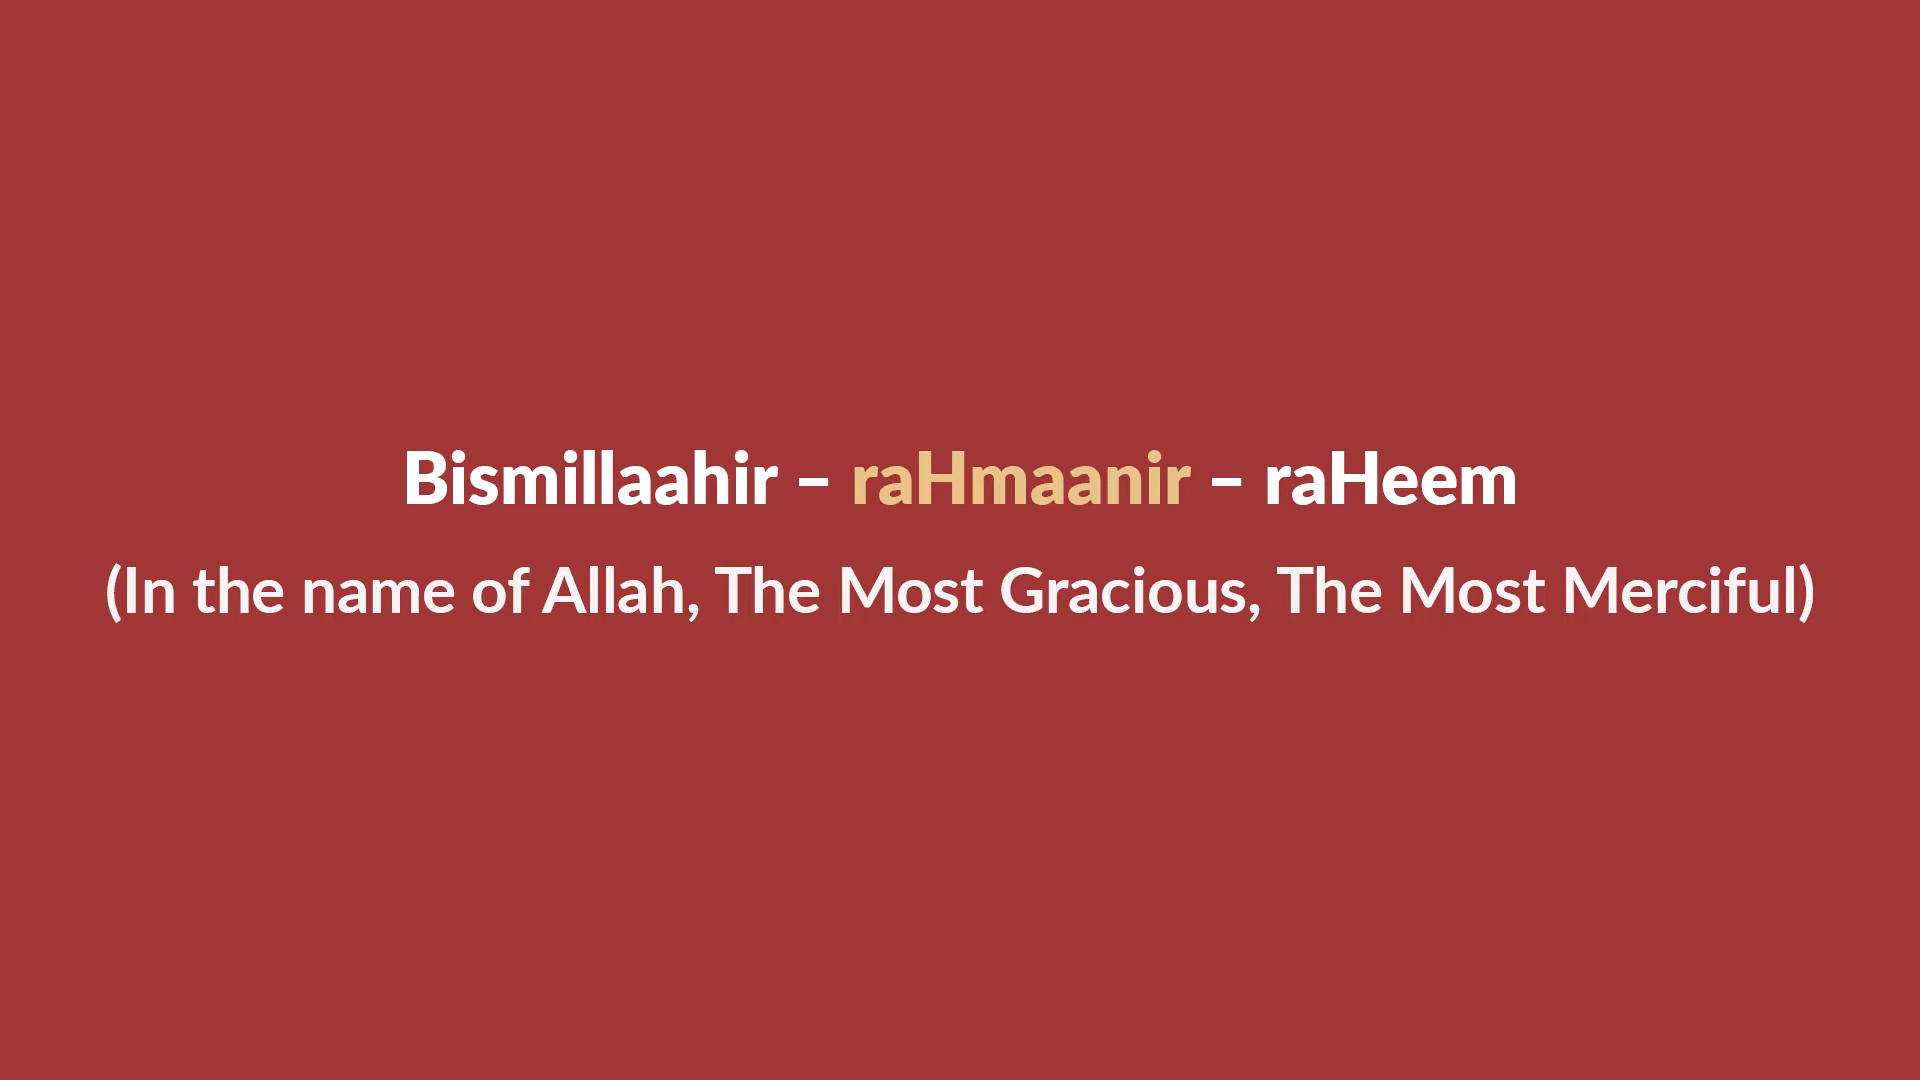 Bismillaahir – raHmaanir – raHeem
(In the name of Allah, The Most Gracious, The Most Merciful)